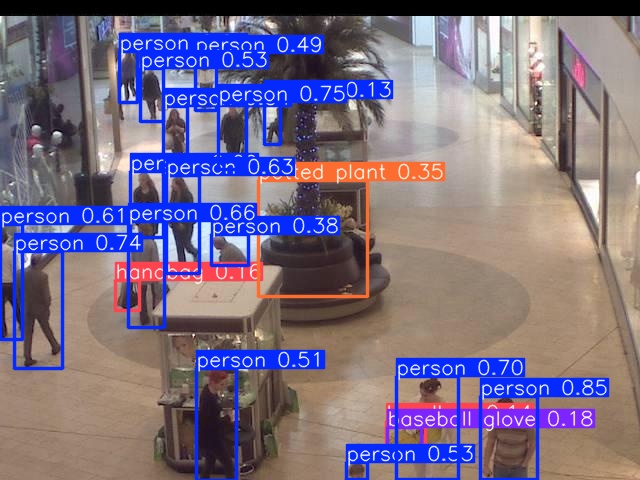 person
person 0.49
person 0.53
person 0.75
0.13
person 0.63
potted plant 0.35
person 0.61
person 0.66
person 0.38
person 0.74
handbag 0.16
person 0.51
person 0.70
person 0.85
baseball glove 0.18
person 0.53